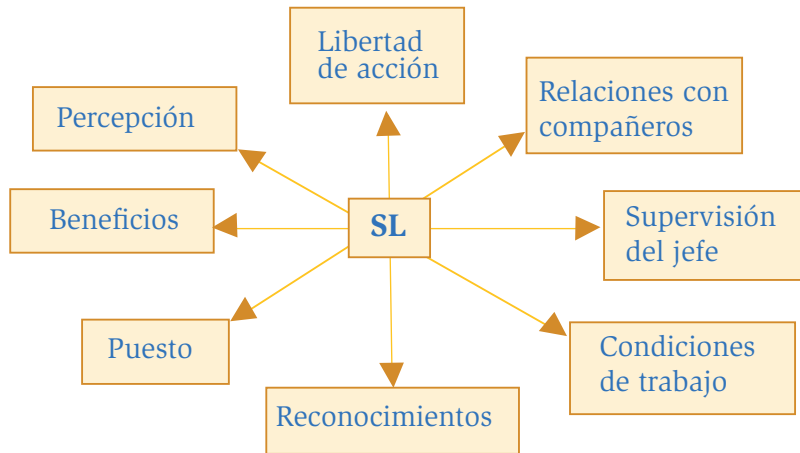 Libertad
de acción
Percepción
Relaciones con
compañeros
Beneficios
SL
Supervisión
del jefe
Puesto
Condiciones
de trabajo
Reconocimientos